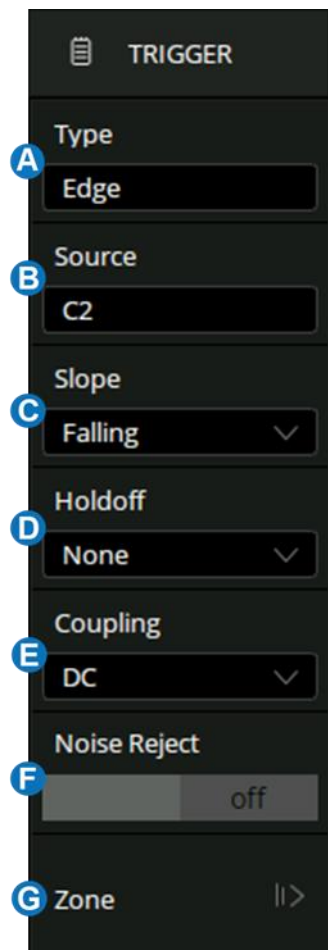 TRIGGER
Type
A
Edge
Source
B
C2
Slope
C
Falling
Holdoff
D
None
Coupling
E
DC
Noise Reject
F
off
G Zone